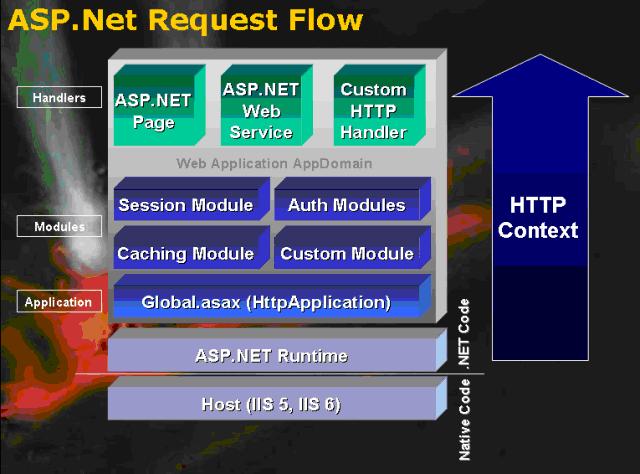 ASP.Net Request Flow
Handlers
ASP.NET
Page
ASP.NET
Web
Service
Custom
HTTP
Handler
Web Application AppDomain
Modules
Session Module
Auth Modules
Caching Module
Custom Module
Application
Global.asax (HttpApplication)
ASP.NET Runtime
Host (IIS 5, IIS 6)
.NET Code
Native Code
HTTP
Context